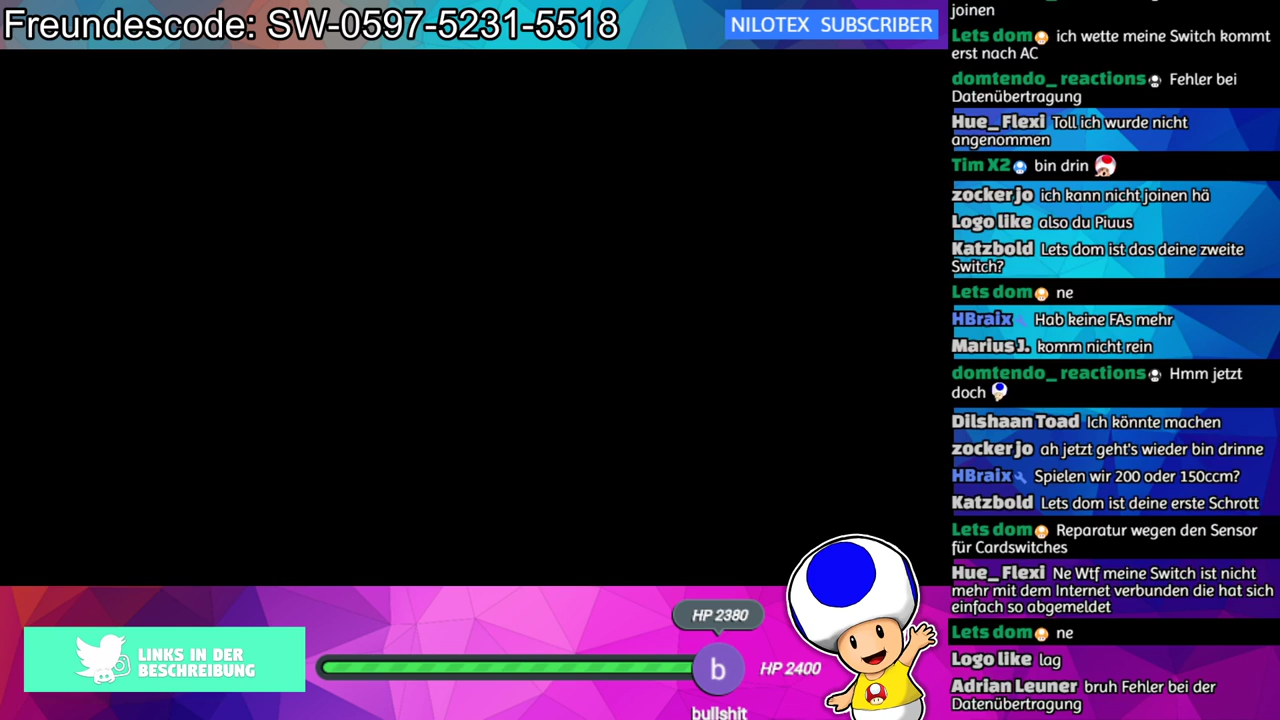 Freundescode: SW-0597-5231-5518
NILOTEX SUBSCRIBER
joinen
Lets dom ich wette meine Switch kommt
erst nach AC
domtendo_reactions Fehler bei
Datenübertragung
Hue_Flexi Toll ich wurde nicht
angenommen
Tim X2 bin drin
zocker jo ich kann nicht joinen hä
Logo like also du Piuus
Katzbold Lets dom ist das deine zweite
Switch?
Lets dom ne
HBraix Hab keine FAs mehr
Marius J. komm nicht rein
domtendo_reactions Hmm jetzt
doch
Dilshaan Toad Ich könnte machen
zocker jo ah jetzt geht's wieder bin drinne
HBraix Spielen wir 200 oder 150ccm?
Katzbold Lets dom ist deine erste Schrott
Lets dom Reparatur wegen den Sensor
für Cardswitches
Hue_Flexi Ne Wtf meine Switch ist nicht
mehr mit dem Internet verbunden die hat sich
einfach so abgemeldet
Lets dom ne
Logo like lag
Adrian Leuner bruh Fehler bei der
Datenübertragung
LINKS IN DER
BESCHREIBUNG
HP 2380
b
HP 2400
bullshit